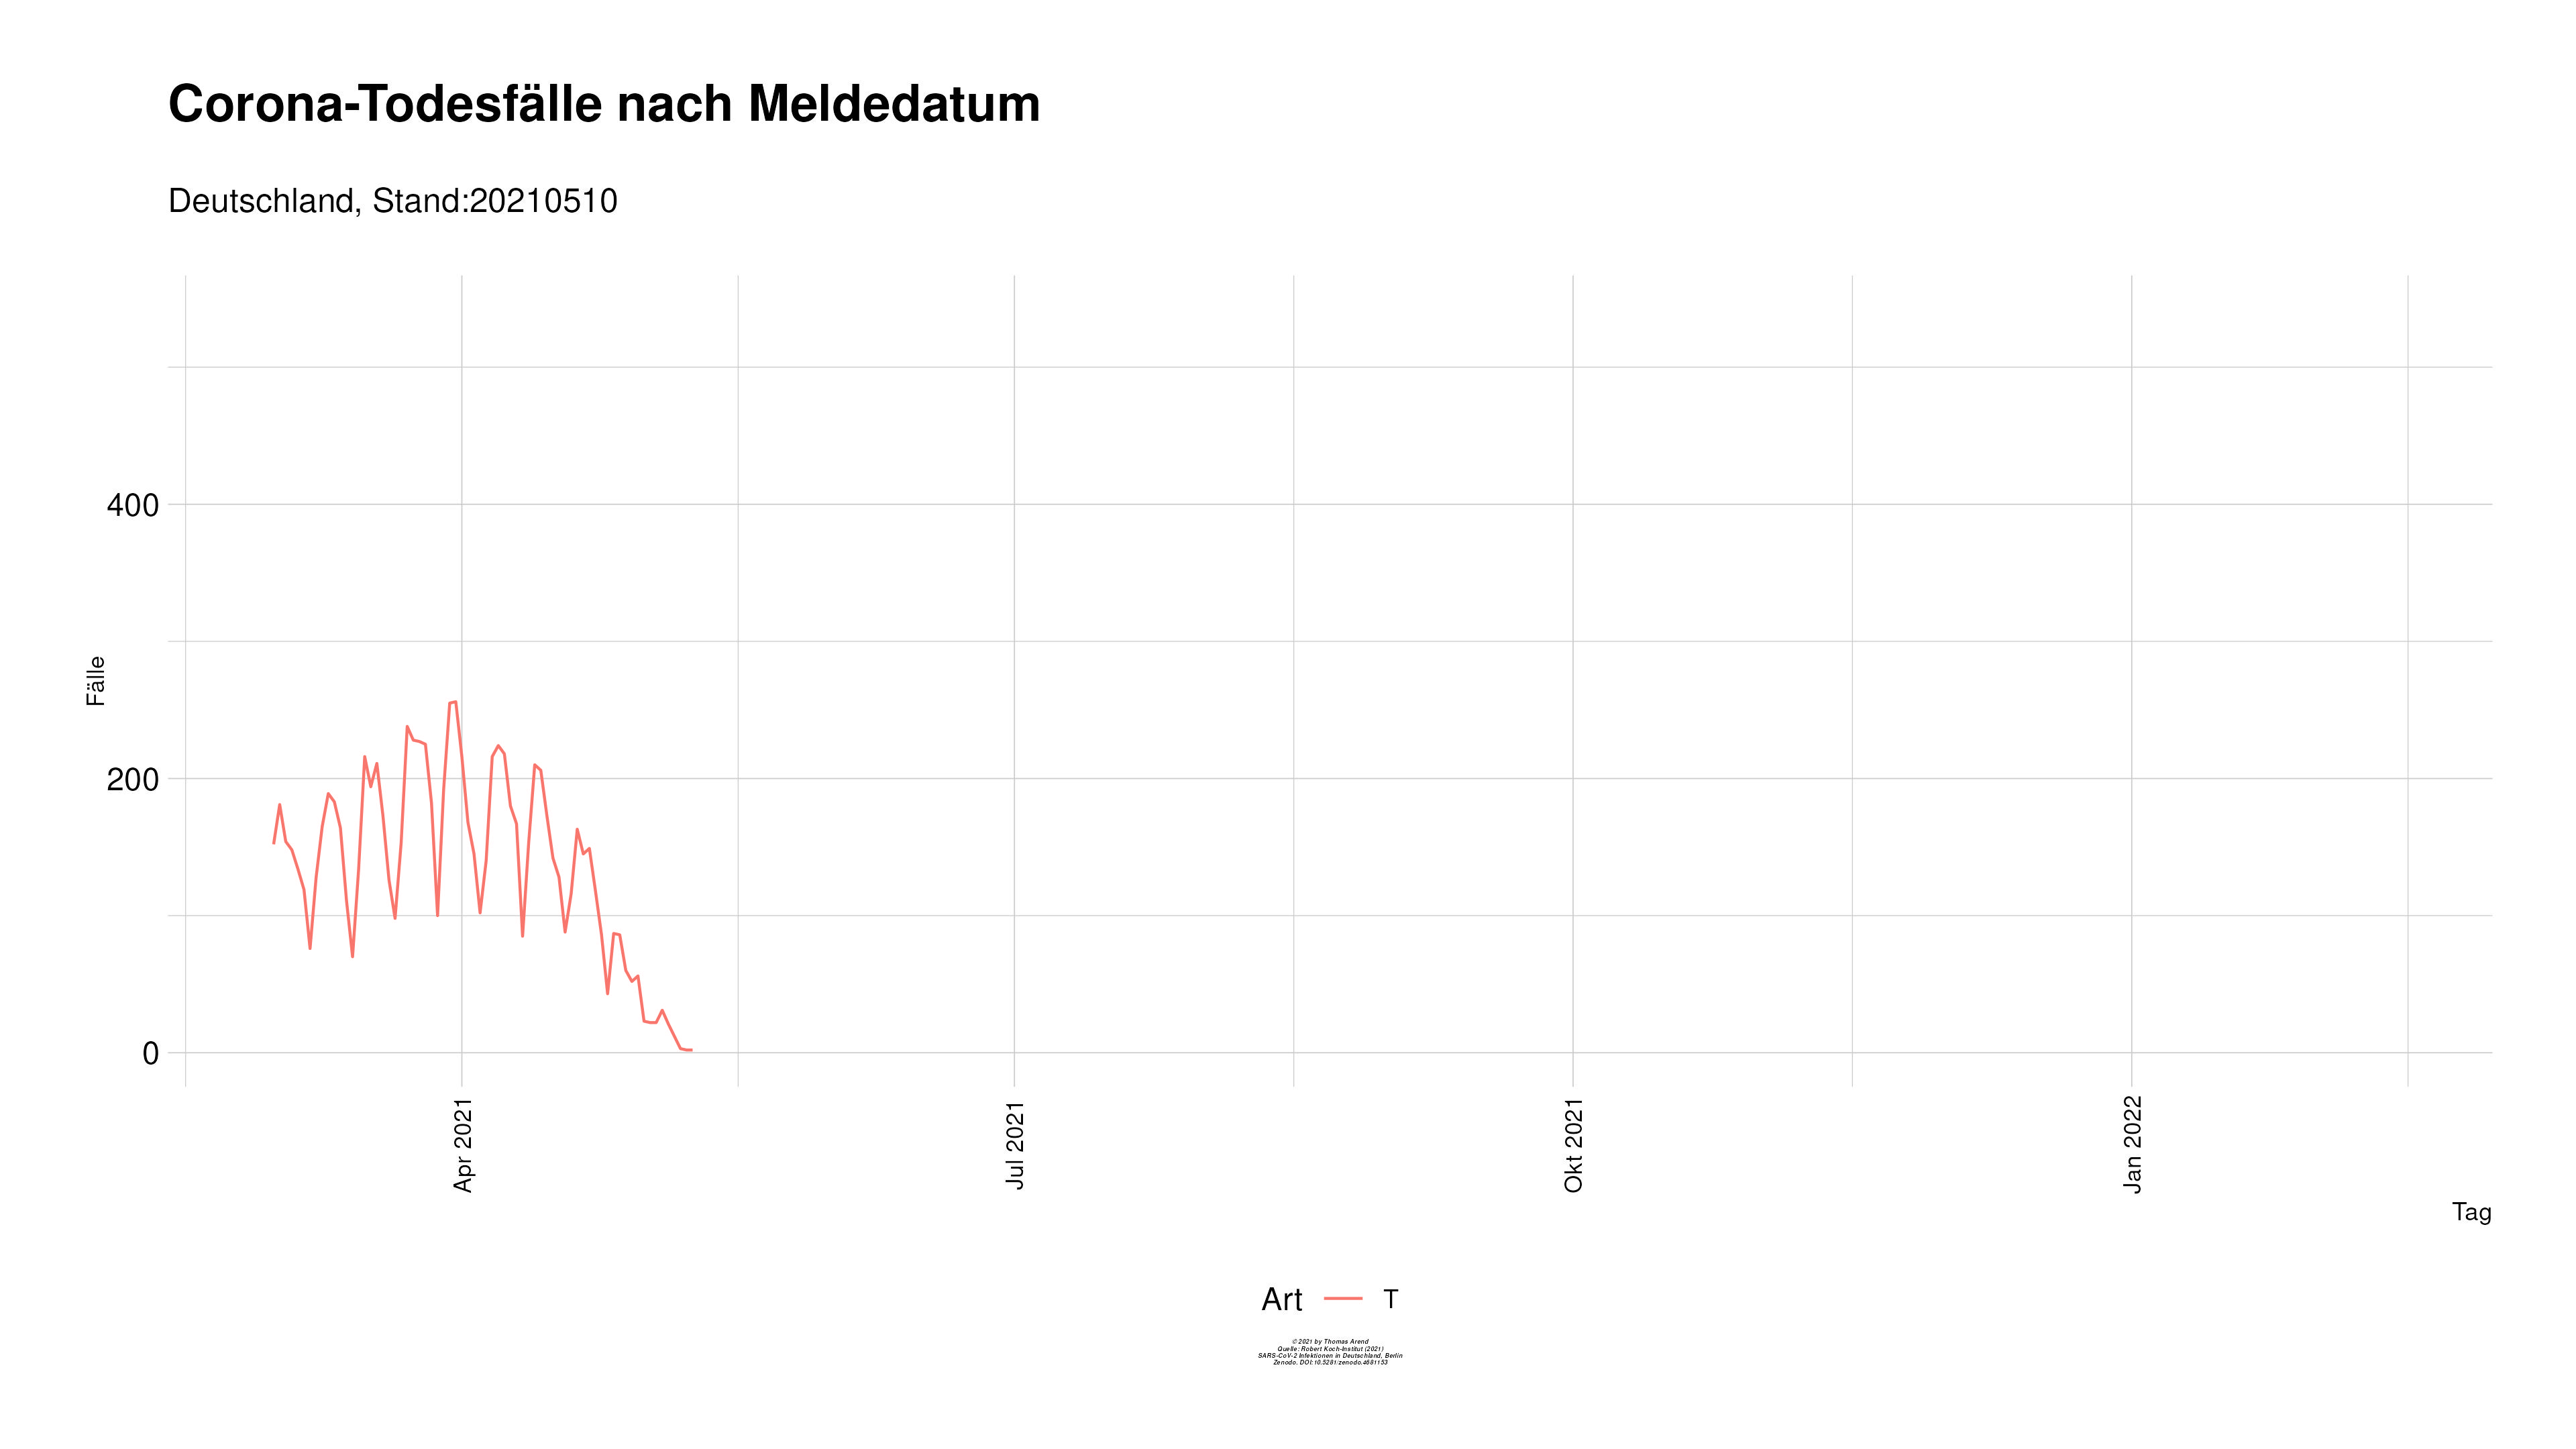 Corona-Todesfälle nach Meldedatum
Deutschland, Stand:20210510
Fälle
400
200
0
Apr 2021
Jul 2021
Okt 2021
Jan 2022
Tag
Art T
© 2021 by Thomas Arend
Quelle: Robert Koch-Institut (2021)
SARS-CoV-2 Infektionen in Deutschland, Berlin
Zenodo. DOI:10.5281/zenodo.4681153